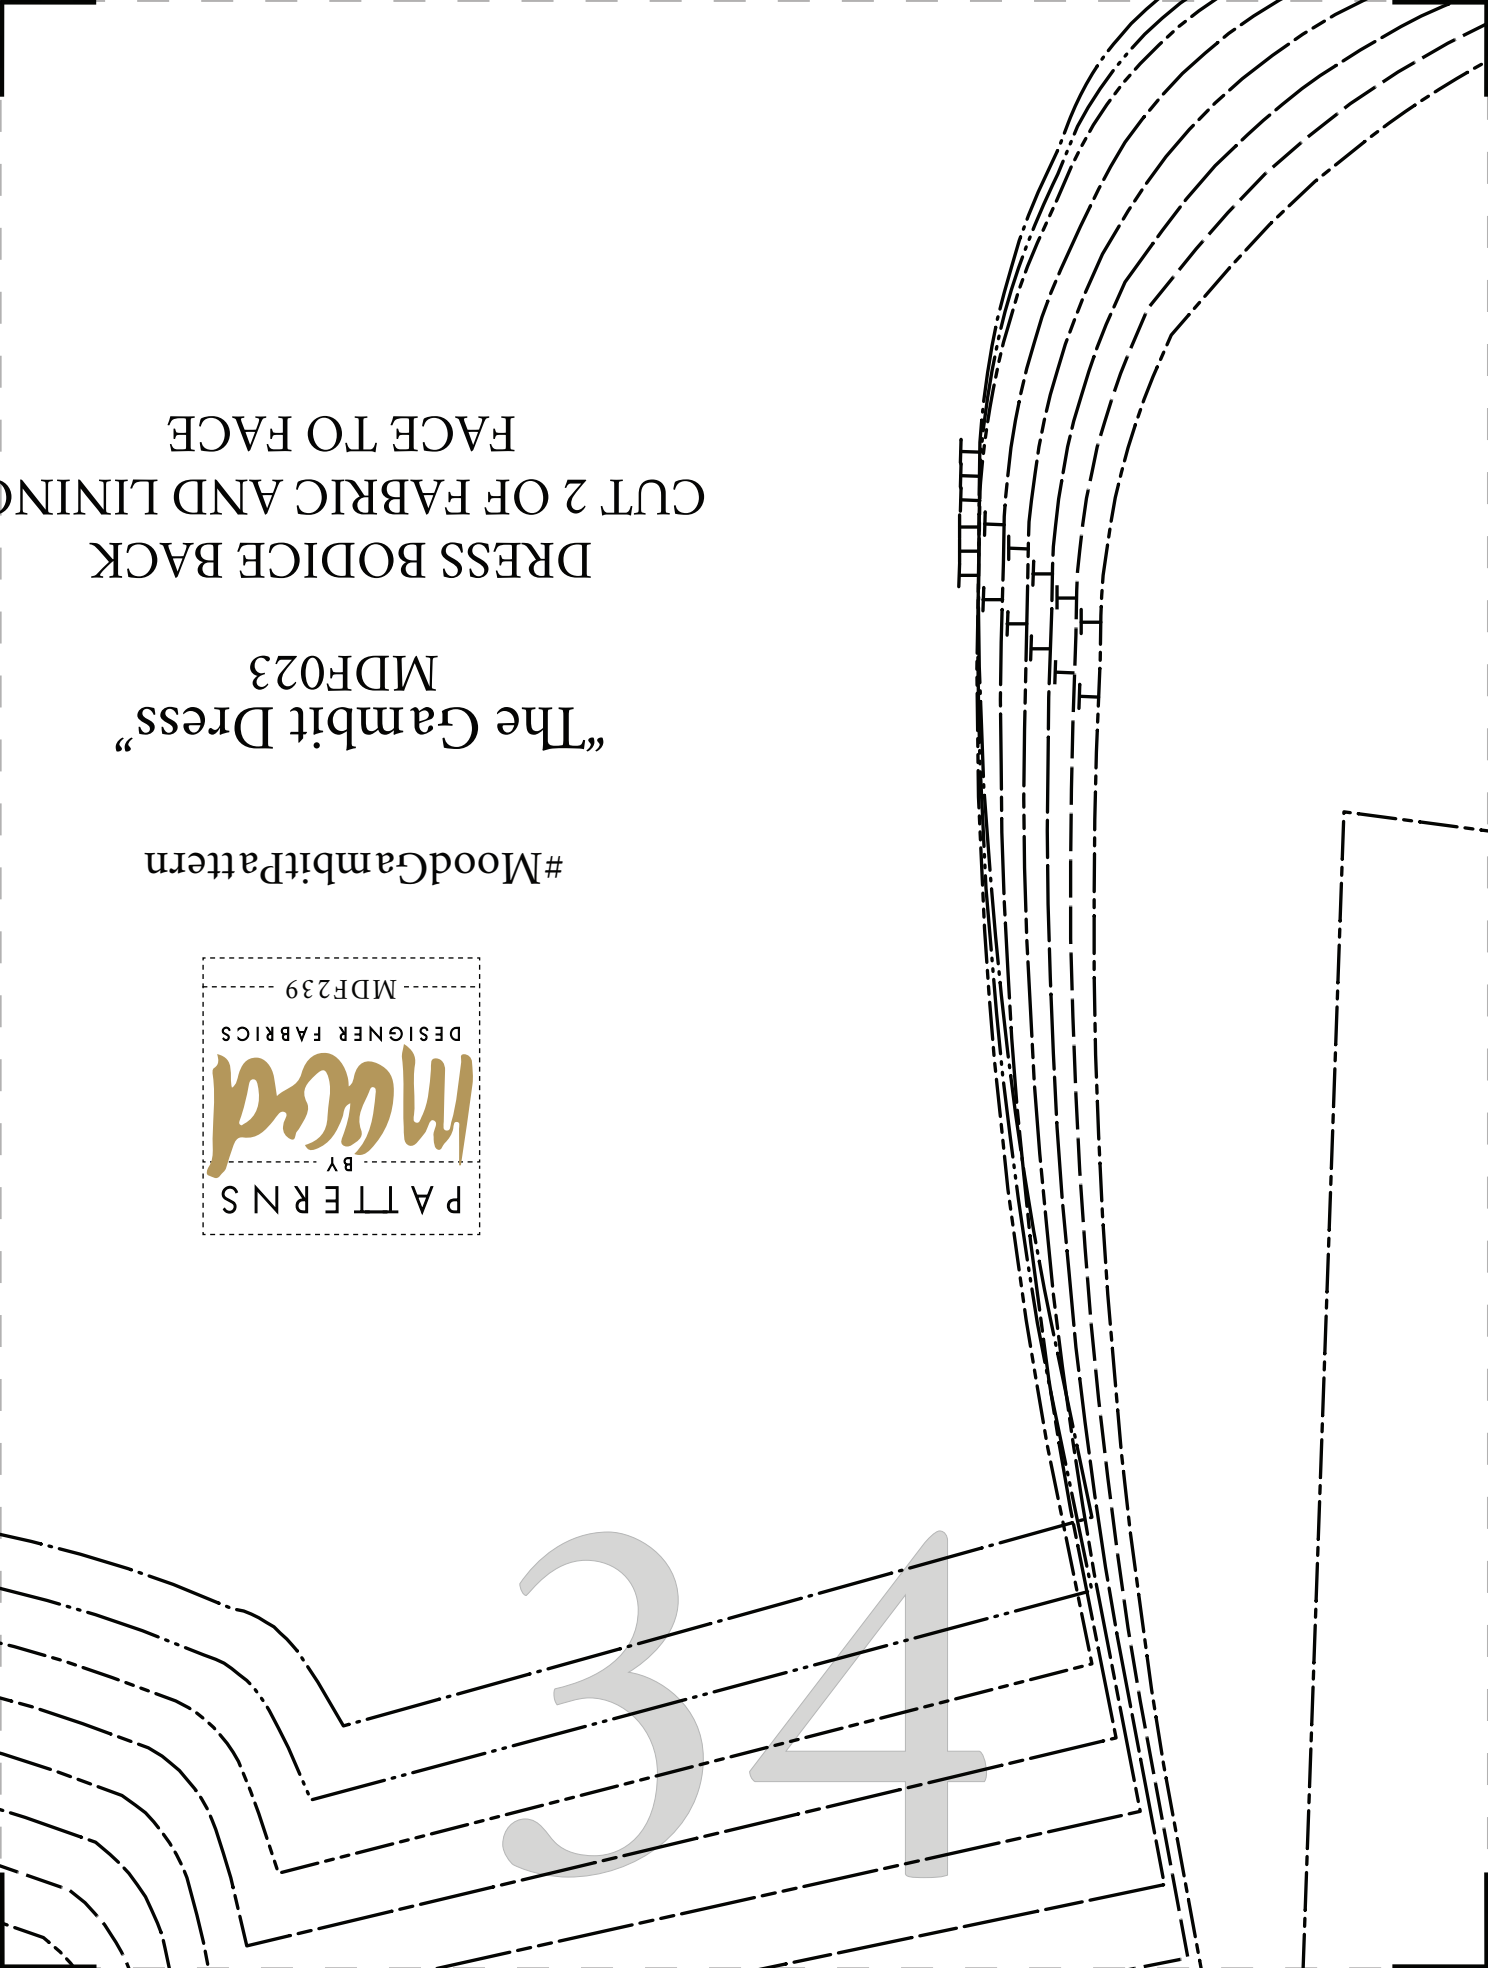 PATTERNS
BY
mood
DESIGNER FABRICS
MDF239
#MoodGambitPattern
“The Gambit Dress”
MDF023
DRESS BODICE BACK
CUT 2 OF FABRIC AND LINING
FACE TO FACE
34